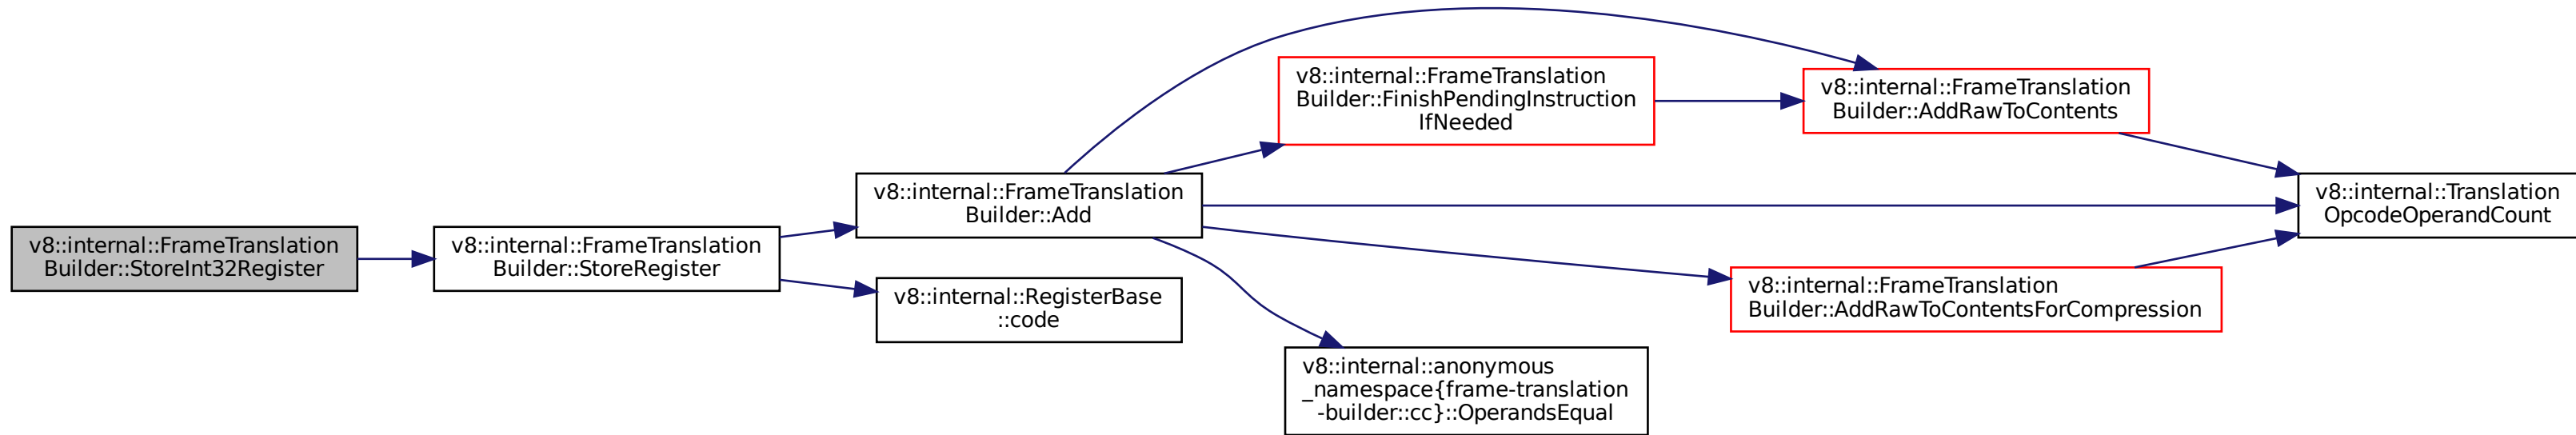 v8::internal::FrameTranslation
Builder::StoreInt32Register
v8::internal::FrameTranslation
Builder::StoreRegister
v8::internal::FrameTranslation
Builder::Add
v8::internal::RegisterBase
::code
v8::internal::FrameTranslation
Builder::FinishPendingInstruction
IfNeeded
v8::internal::anonymous
_namespace{frame-translation
-builder::cc}::OperandsEqual
v8::internal::FrameTranslation
Builder::AddRawToContents
v8::internal::FrameTranslation
Builder::AddRawToContentsForCompression
v8::internal::Translation
OpcodeOperandCount